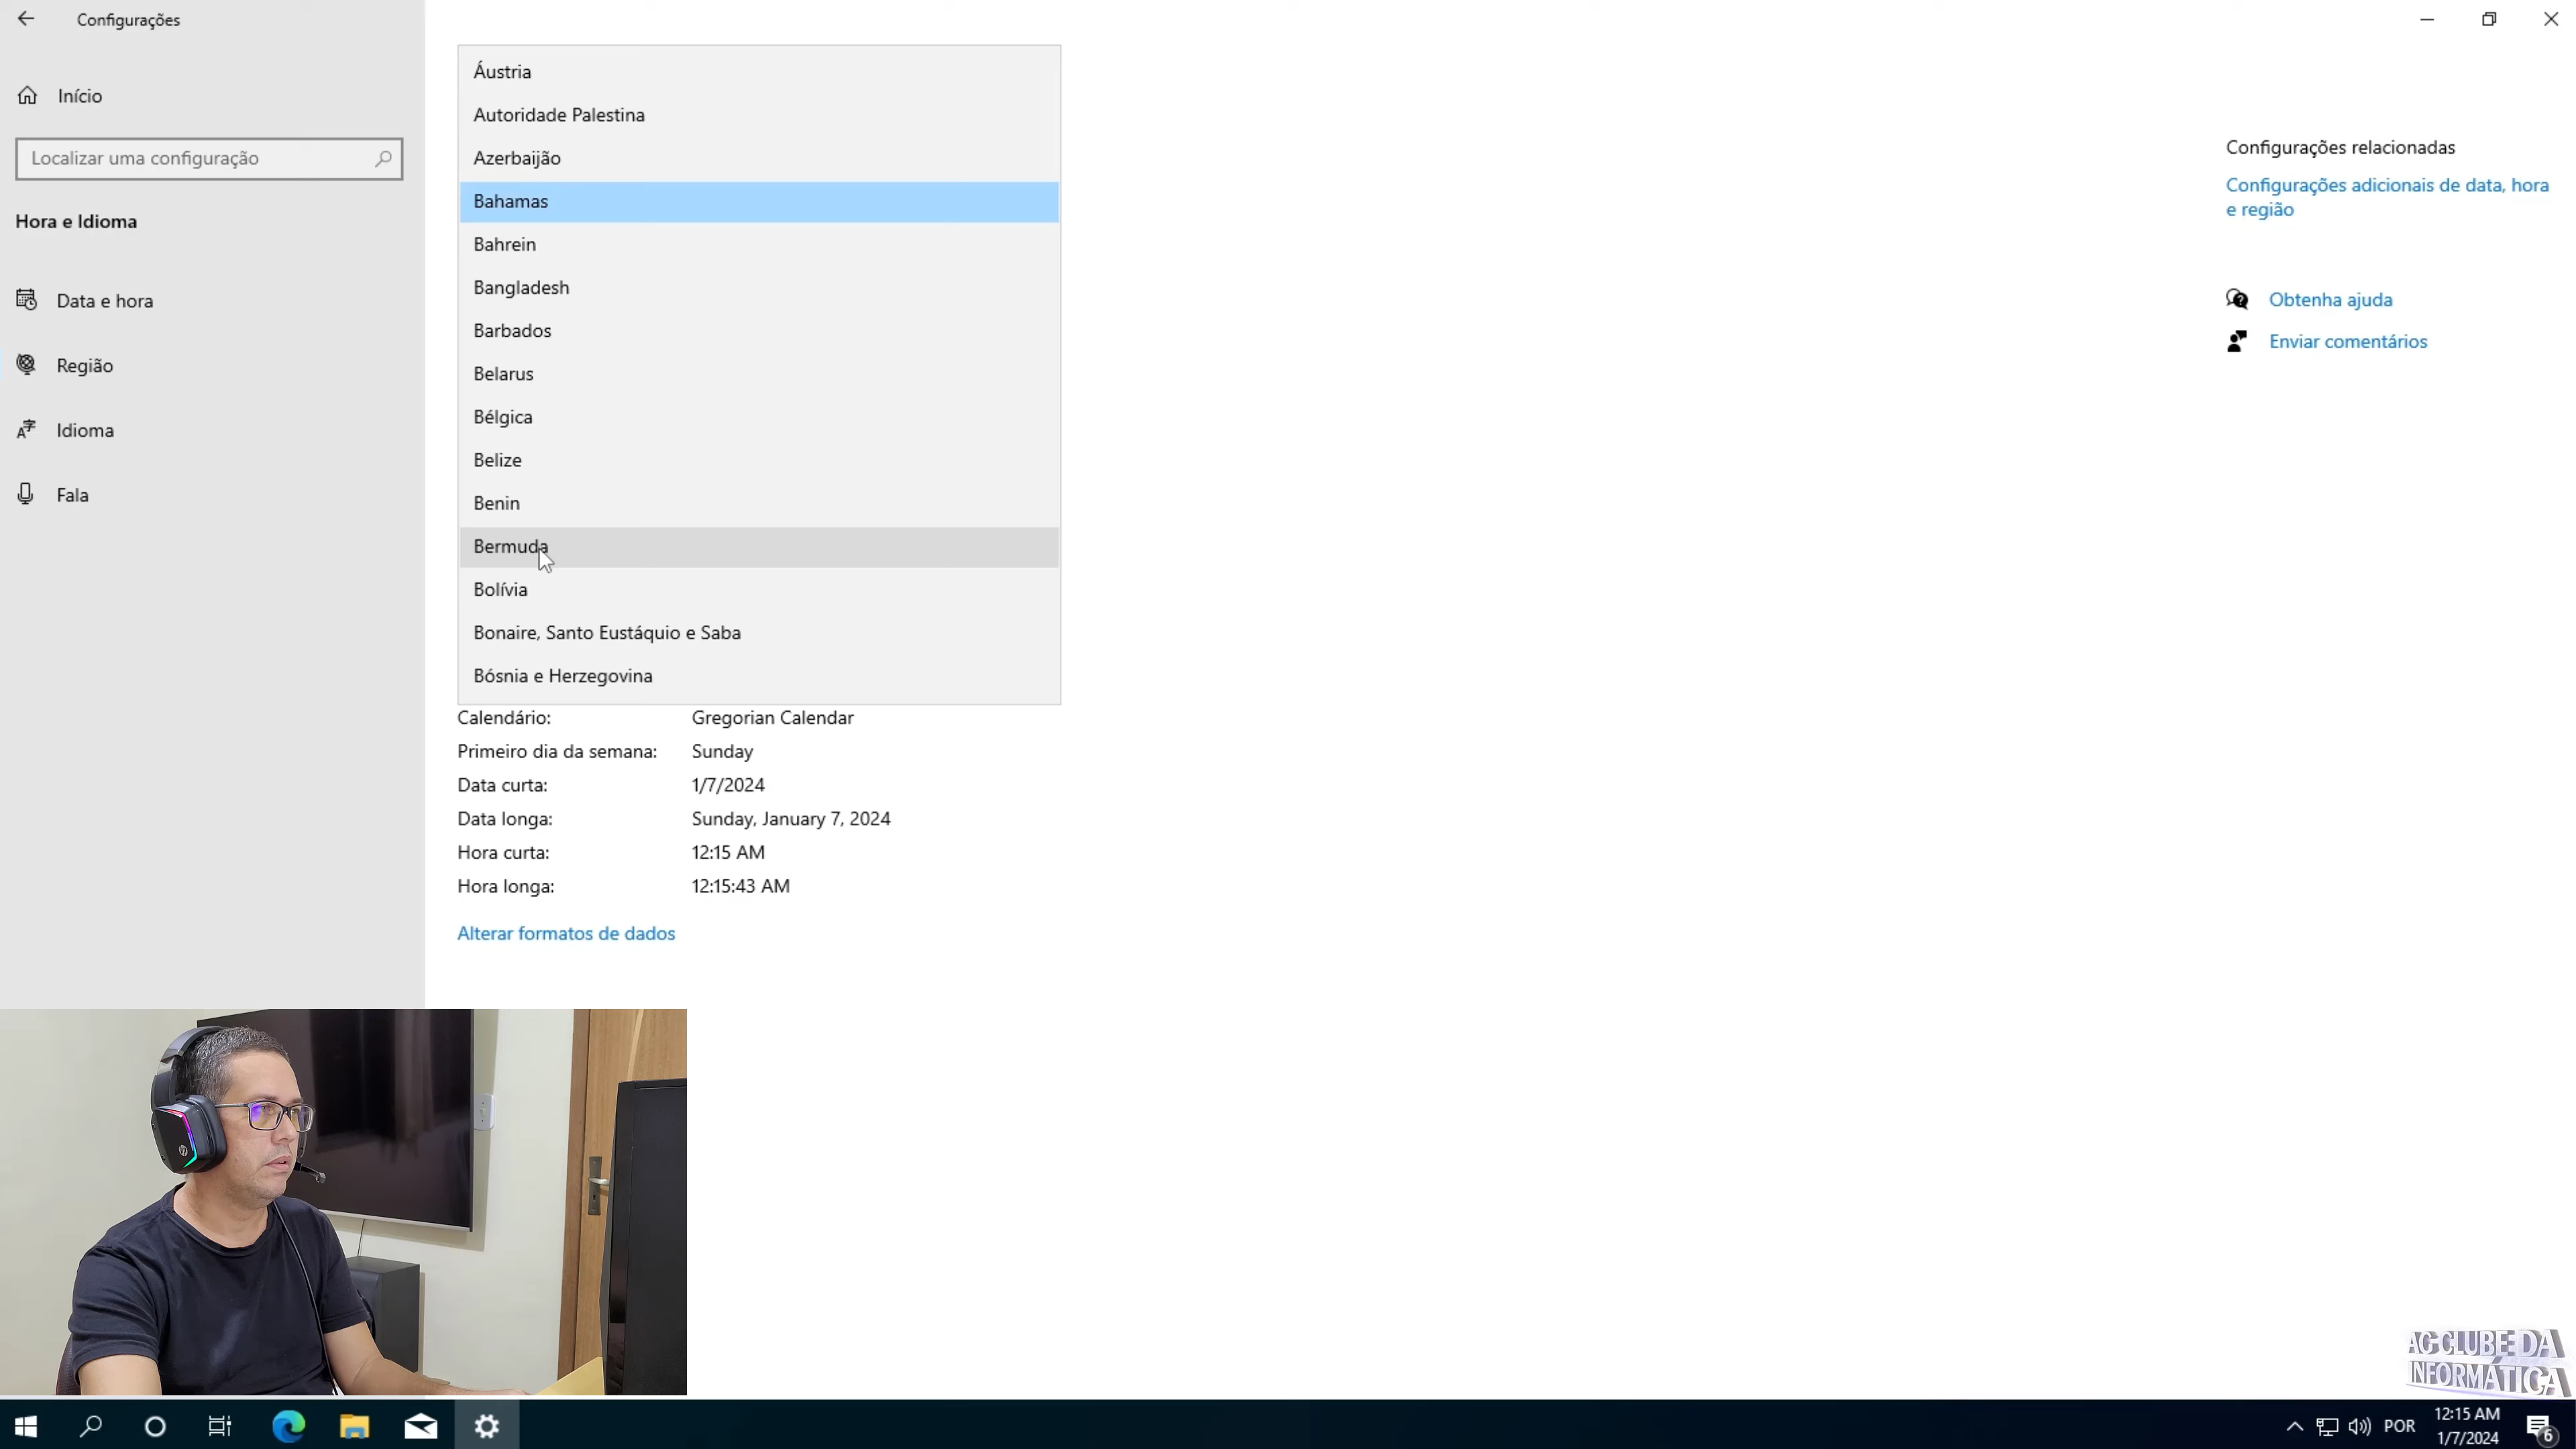 Configurações
Início
Localizar uma configuração
Hora e Idioma
Data e hora
Região
Idioma
Fala
Áustria
Autoridade Palestina
Azerbaijão
Bahamas
Bahrein
Bangladesh
Barbados
Belarus
Bélgica
Belize
Benin
Bermuda
Bolívia
Bonaire, Santo Eustáquio e Saba
Bósnia e Herzegovina
Calendário: Gregorian Calendar
Primeiro dia da semana: Sunday
Data curta: 1/7/2024
Data longa: Sunday, January 7, 2024
Hora curta: 12:15 AM
Hora longa: 12:15:43 AM
Alterar formatos de dados
Configurações relacionadas
Configurações adicionais de data, hora
e região
Obtenha ajuda
Enviar comentários
AG CLUBE DA
INFORMÁTICA
POR
12:15 AM
1/7/2024
6